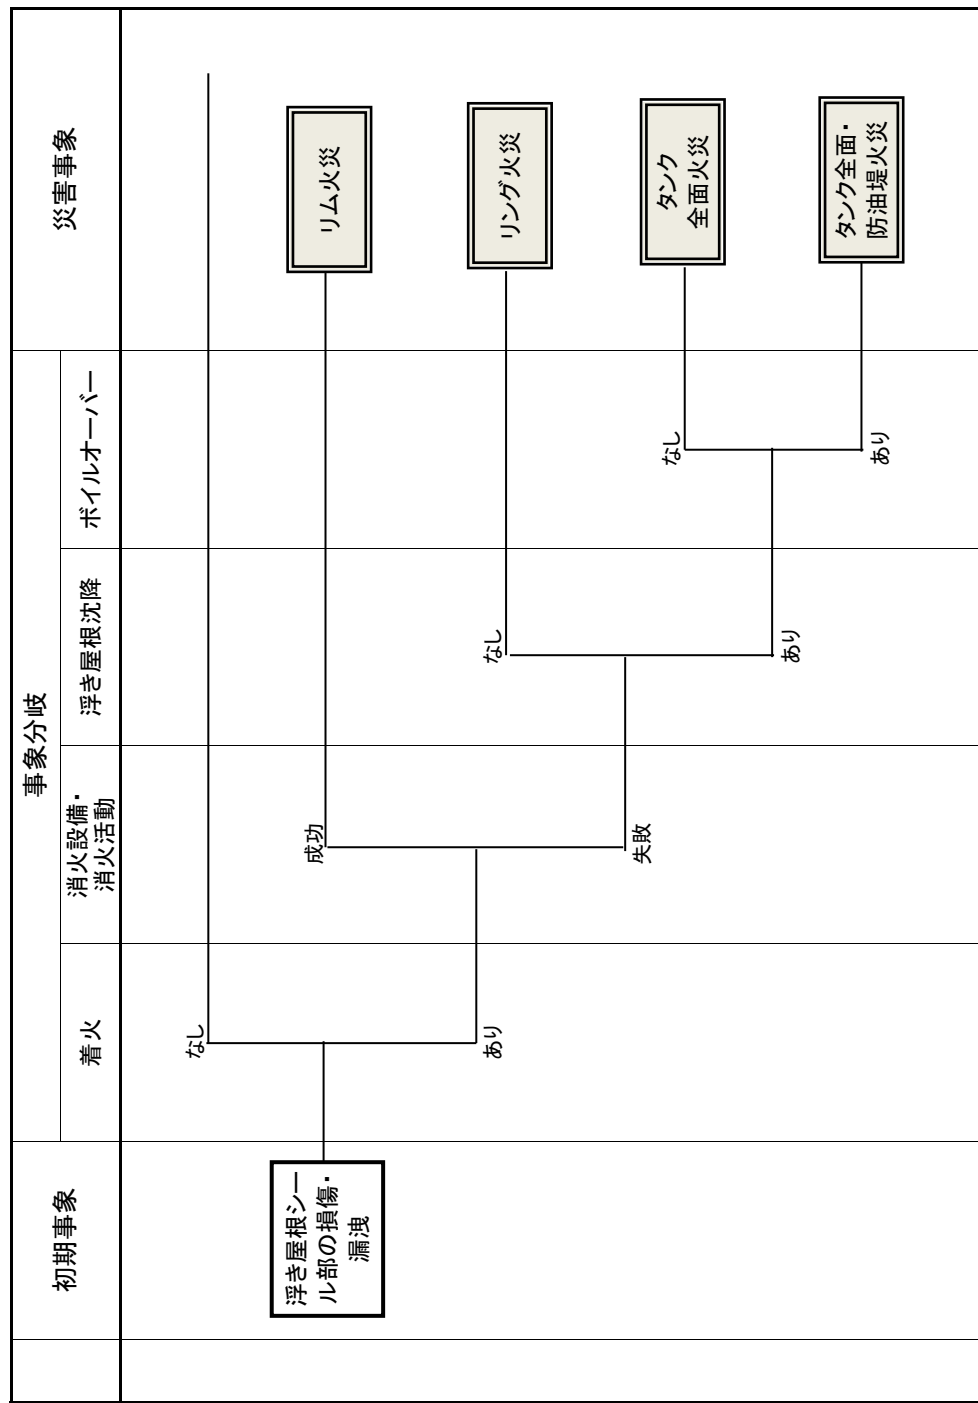 初期事象
事象分岐
災害事象
着火
消火設備・
消火活動
浮き屋根沈降
ボイルオーバー
浮き屋根シー
ル部の損傷・
漏洩
なし
あり
成功
失敗
なし
あり
なし
あり
リム火災
リング火災
タンク
全面火災
タンク全面・
防油堤火災